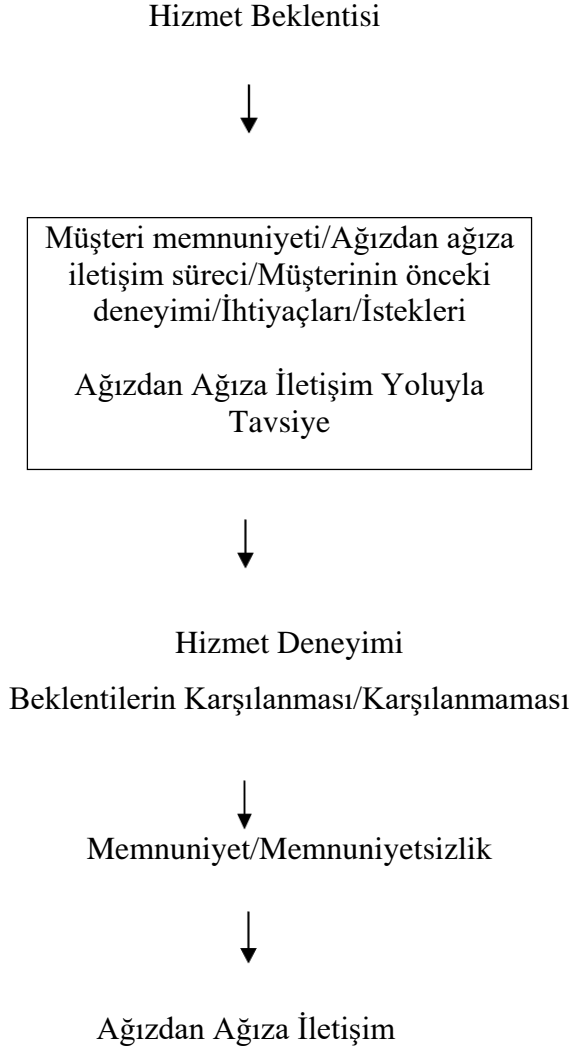 Hizmet Beklentisi
Müşteri memnuniyeti/Ağızdan ağıza
iletişim süreci/Müşterinin önceki
deneyimi/İhtiyaçları/İstekleri
Ağızdan Ağıza İletişim Yoluyla
Tavsiye
Hizmet Deneyimi
Beklentilerin Karşılanması/Karşılanmaması
Memnuniyet/Memnuniyetsizlik
Ağızdan Ağıza İletişim